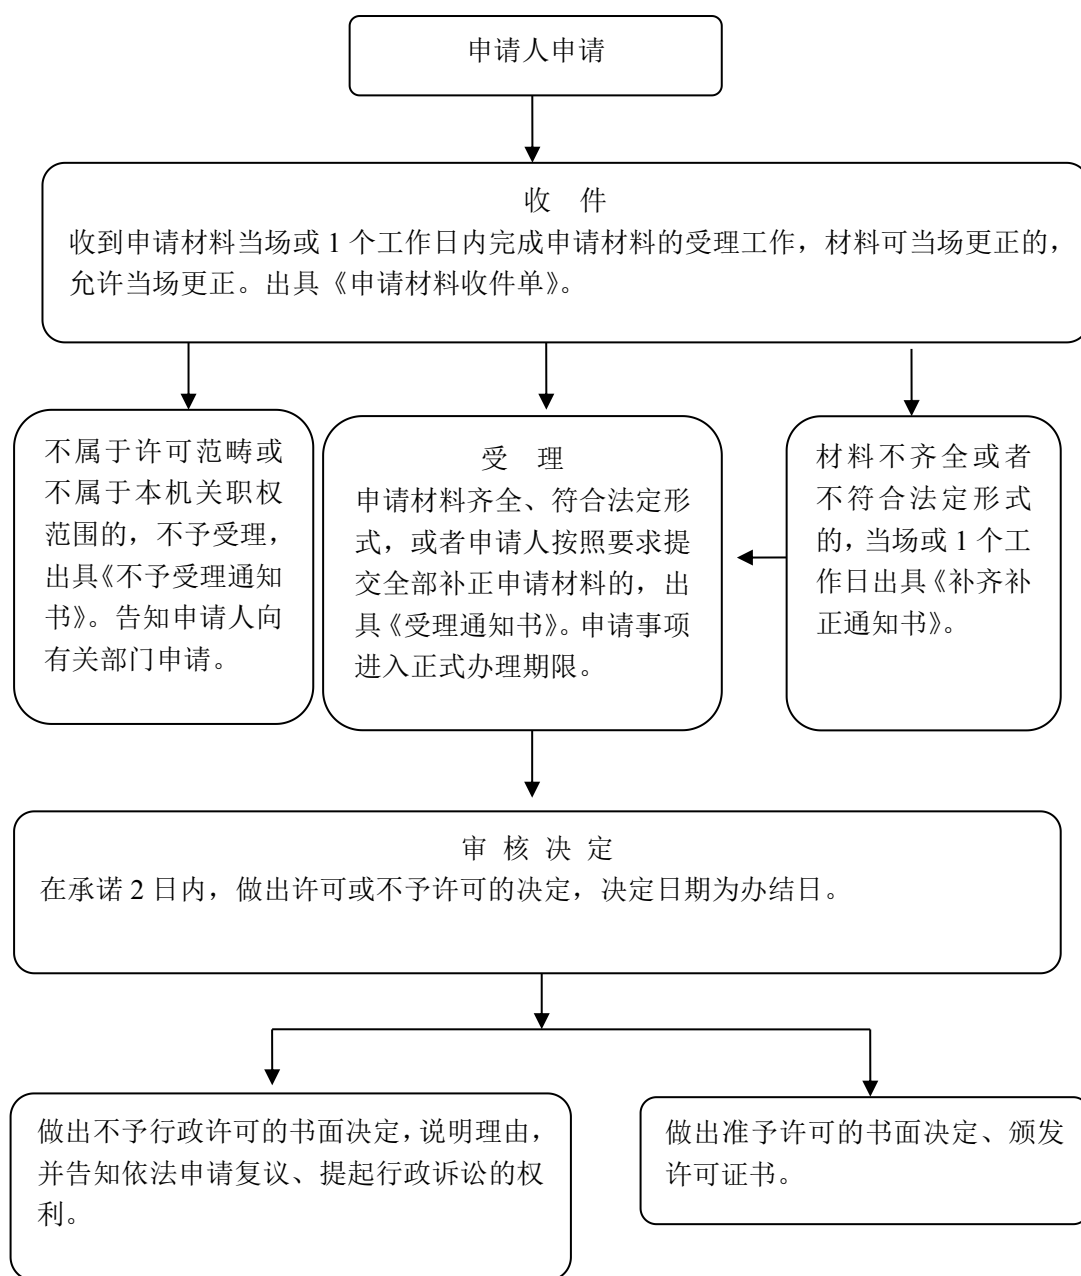 申请人申请
收 件
收到申请材料当场或 1 个工作日内完成申请材料的受理工作，材料可当场更正的，
允许当场更正。出具《申请材料收件单》。
不属于许可范畴或
不属于本机关职权
范围的，不予受理，
出具《不予受理通知
书》。告知申请人向
有关部门申请。
受 理
申请材料齐全、符合法定形
式，或者申请人按照要求提
交全部补正申请材料的，出
具《受理通知书》。申请事项
进入正式办理期限。
材料不齐全或者
不符合法定形式
的，当场或 1 个工
作日出具《补齐补
正通知书》。
审 核 决 定
在承诺 2 日内，做出许可或不予许可的决定，决定日期为办结日。
做出不予行政许可的书面决定，说明理由，
并告知依法申请复议、提起行政诉讼的权
利。
做出准予许可的书面决定、颁发
许可证书。